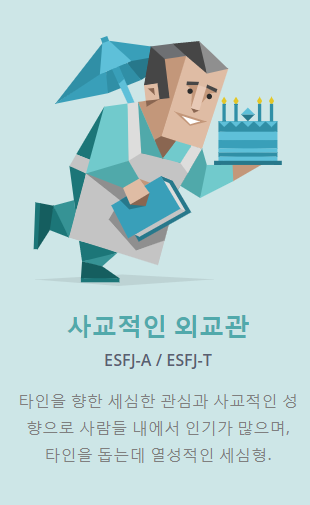 사교적인 외교관
ESFJ-A / ESFJ-T
타인을 향한 세심한 관심과 사교적인 성
향으로 사람들 내에서 인기가 많으며,
타인을 돕는데 열성적인 세심형.